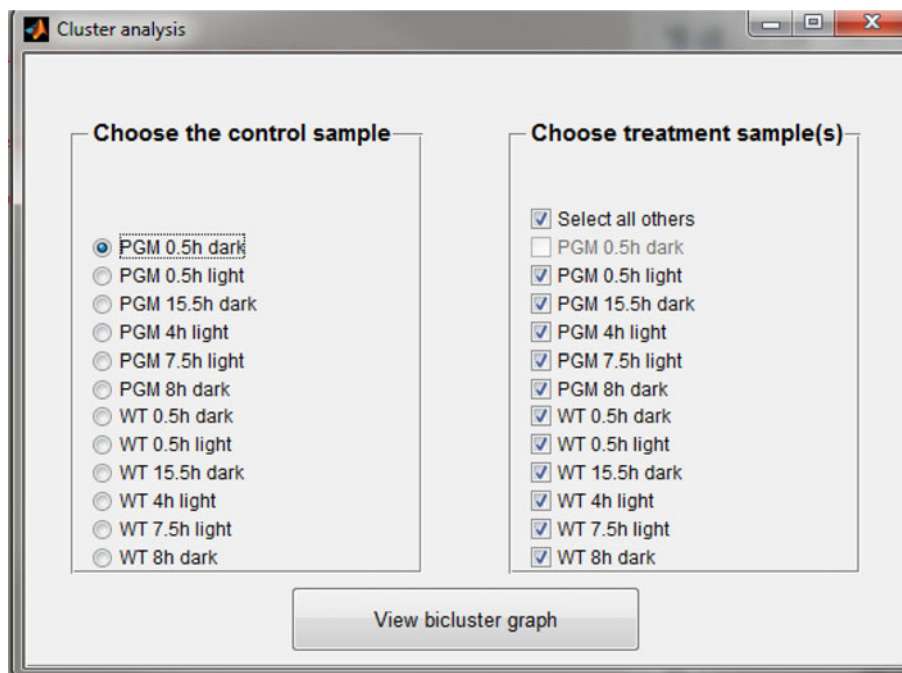 Cluster analysis
Choose the control sample
PGM 0.5h dark
PGM 0.5h light
PGM 15.5h dark
PGM 4h light
PGM 7.5h light
PGM 8h dark
WT 0.5h dark
WT 0.5h light
WT 15.5h dark
WT 4h light
WT 7.5h light
WT 8h dark
Choose treatment sample(s)
Select all others
PGM 0.5h dark
PGM 0.5h light
PGM 15.5h dark
PGM 4h light
PGM 7.5h light
PGM 8h dark
WT 0.5h dark
WT 0.5h light
WT 15.5h dark
WT 4h light
WT 7.5h light
WT 8h dark
View bicluster graph